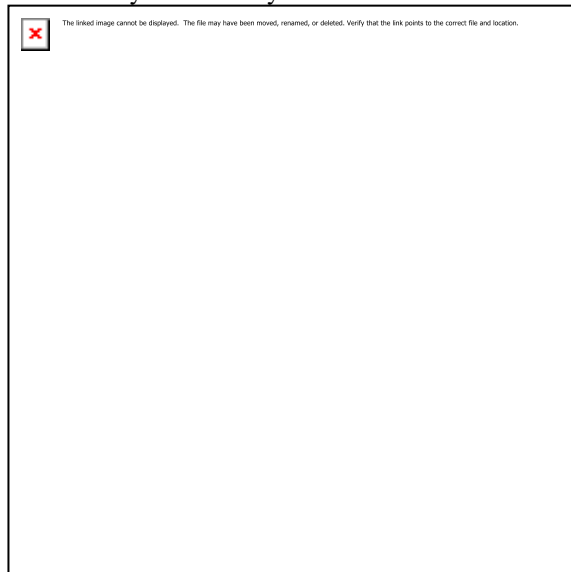 The linked image cannot be displayed.  The file may have been moved, renamed, or deleted. Verify that the link points to the correct file and location.